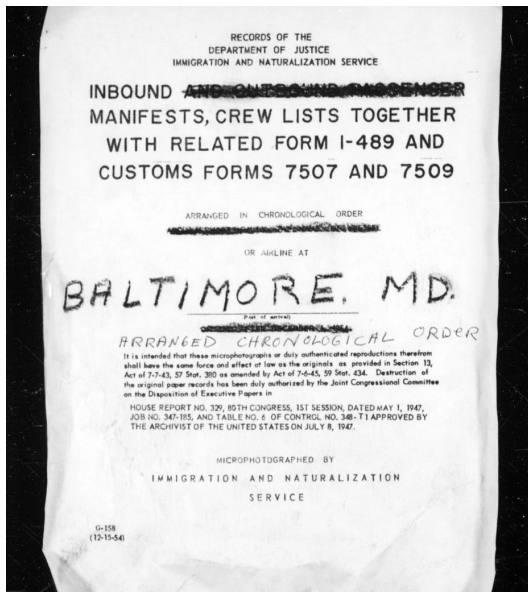 RECORDS OF THE
DEPARTMENT OF JUSTICE
IMMIGRATION AND NATURALIZATION SERVICE
INBOUND AND OUTBOUND PASSENGER
MANIFESTS, CREW LISTS TOGETHER
WITH RELATED FORM I-489 AND
CUSTOMS FORMS 7507 AND 7509
ARRANGED IN CHRONOLOGICAL ORDER
OR AIRLINE AT
BALTIMORE, MD.
(Port of arrival)
ARRANGED CHRONOLOGICAL ORDER
It is intended that these microphotographs or duly authenticated reproductions therefrom
shall have the same force and effect at law as the originals as provided in Section 13,
Act of 7-7-43, 57 Stat. 380 as amended by Act of 7-6-45, 59 Stat. 434. Destruction of
the original paper records has been duly authorized by the Joint Congressional Committee
on the Disposition of Executive Papers in
HOUSE REPORT NO. 329, 80TH CONGRESS, 1ST SESSION, DATED MAY 1, 1947,
JOB NO. 347-185, AND TABLE NO. 6 OF CONTROL NO. 348-T1 APPROVED BY
THE ARCHIVIST OF THE UNITED STATES ON JULY 8, 1947.
MICROPHOTOGRAPHED BY
IMMIGRATION AND NATURALIZATION
SERVICE
G-158
(12-15-54)